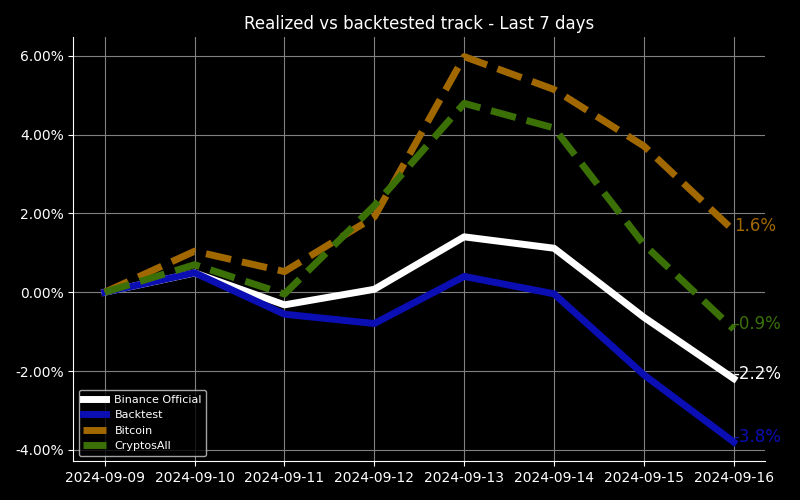 Realized vs backtested track - Last 7 days
6.00%
4.00%
2.00%
0.00%
-2.00%
-4.00%
1.6%
-0.9%
-2.2%
-3.8%
Binance Official
Backtest
Bitcoin
CryptosAll
2024-09-09 2024-09-10 2024-09-11 2024-09-12 2024-09-13 2024-09-14 2024-09-15 2024-09-16